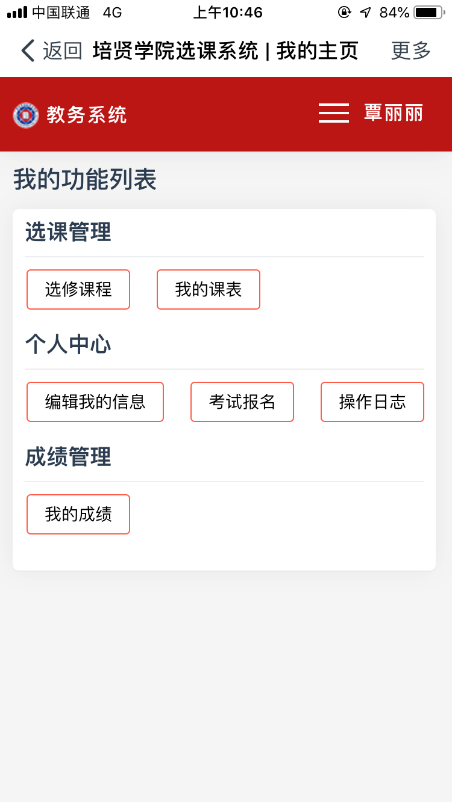 中国联通 4G 上午10:46 84%
返回 培贤学院选课系统 | 我的主页 更多
教务系统 覃丽丽
我的功能列表
选课管理
选修课程 我的课表
个人中心
编辑我的信息 考试报名 操作日志
成绩管理
我的成绩